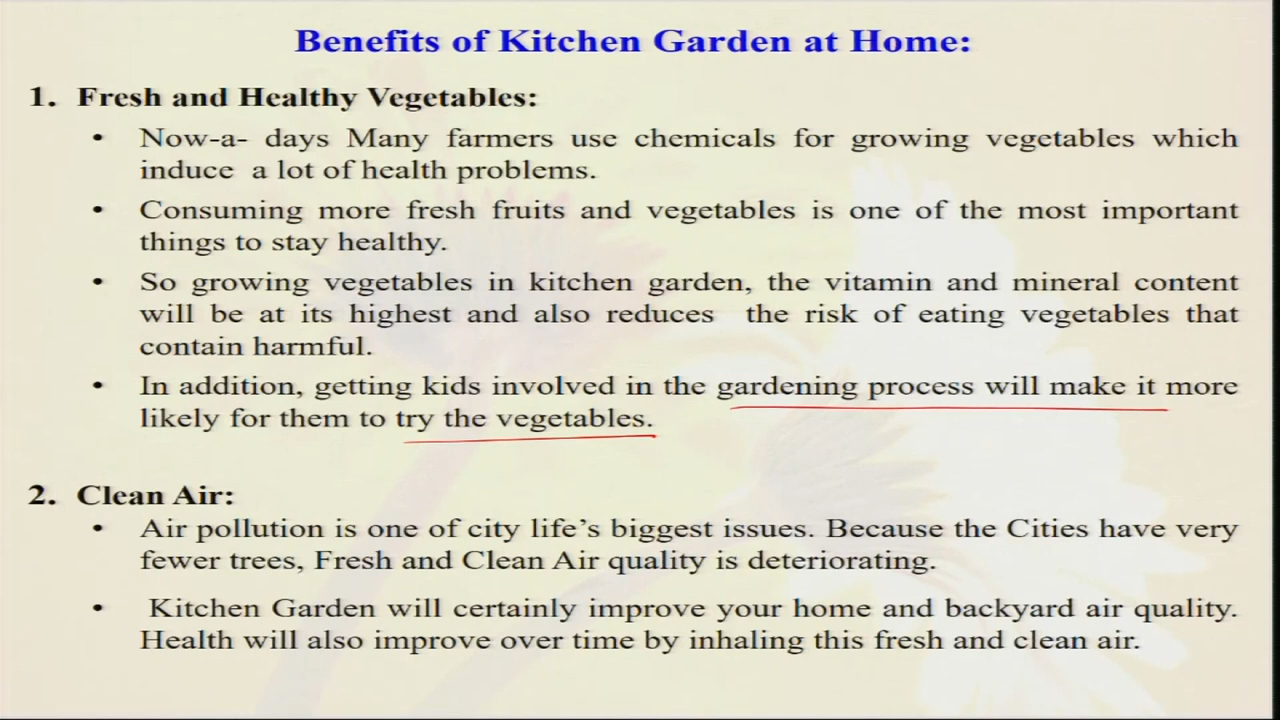 Benefits of Kitchen Garden at Home:
1. Fresh and Healthy Vegetables:
• Now-a- days Many farmers use chemicals for growing vegetables which
induce a lot of health problems.
• Consuming more fresh fruits and vegetables is one of the most important
things to stay healthy.
• So growing vegetables in kitchen garden, the vitamin and mineral content
will be at its highest and also reduces the risk of eating vegetables that
contain harmful.
• In addition, getting kids involved in the gardening process will make it more
likely for them to try the vegetables.
2. Clean Air:
• Air pollution is one of city life’s biggest issues. Because the Cities have very
fewer trees, Fresh and Clean Air quality is deteriorating.
• Kitchen Garden will certainly improve your home and backyard air quality.
Health will also improve over time by inhaling this fresh and clean air.